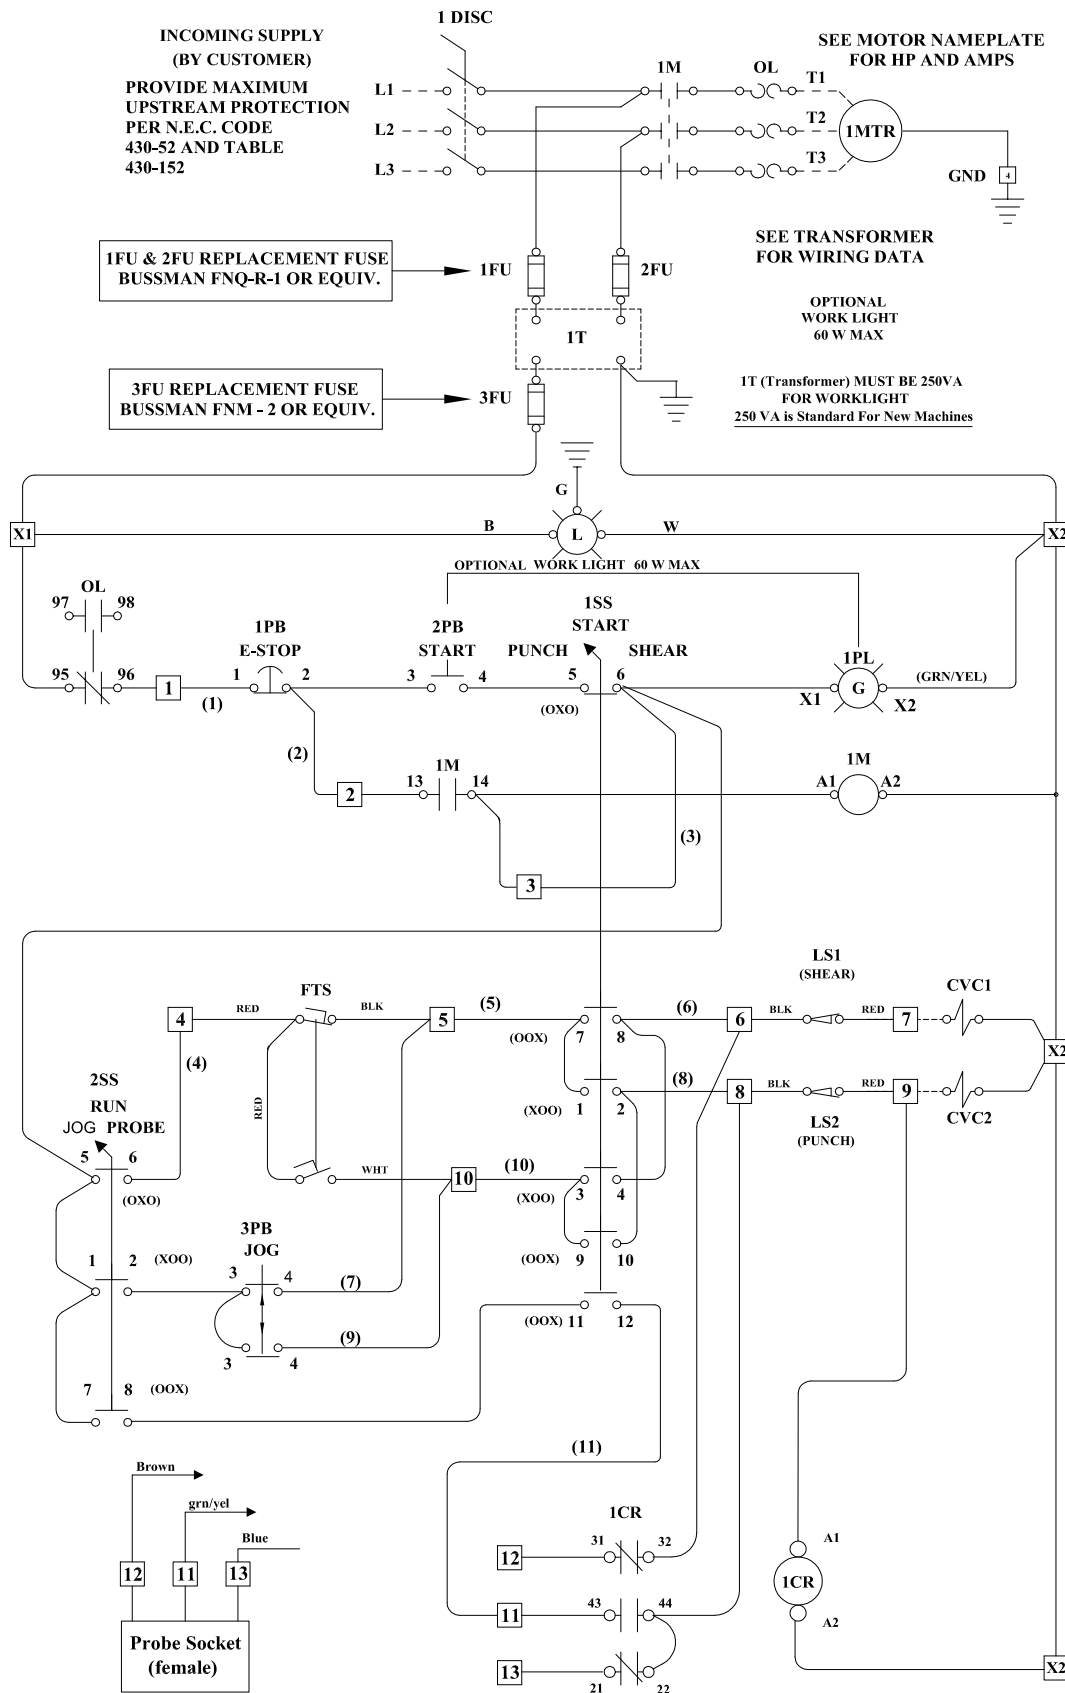 1 DISC
INCOMING SUPPLY
(BY CUSTOMER)
PROVIDE MAXIMUM
UPSTREAM PROTECTION
PER N.E.C. CODE
430-52 AND TABLE
430-152
SEE MOTOR NAMEPLATE
FOR HP AND AMPS
L1 1M OL T1
L2 T2 1MTR
L3 T3
GND 4
SEE TRANSFORMER
FOR WIRING DATA
1FU & 2FU REPLACEMENT FUSE
BUSSMAN FNQ-R-1 OR EQUIV.
1FU 2FU
OPTIONAL
WORK LIGHT
60 W MAX
1T
3FU REPLACEMENT FUSE
BUSSMAN FNM - 2 OR EQUIV.
3FU
1T (Transformer) MUST BE 250VA
FOR WORKLIGHT
250 VA is Standard For New Machines
G
X1 B L W X2
OPTIONAL WORK LIGHT 60 W MAX
OL
97 98
1PB
E-STOP
2PB
START
1SS
START
PUNCH SHEAR
1PL
95 96 1 (1) 1 2 3 4 5 6 (OXO) X1 G X2 (GRN/YEL)
(2)
2 13 1M 14 A1 1M A2
(3)
3
LS1
(SHEAR)
CVC1
FTS
4 RED BLK 5 (5) 7 8 (OOX) (6) 6 BLK RED 7
X2
(4)
2SS
RUN
JOG PROBE
RED
(XOO) 1 2 (8) 8 BLK RED 9
LS2
(PUNCH)
CVC2
5 6 (OXO)
WHT 10 (10) 3 4 (XOO)
3PB
JOG
9 10 (OOX)
1 2 (XOO) 3 4 (7)
3 4 (9)
(OOX) 11 12
7 8 (OOX)
(11)
Brown
grn/yel
Blue
12 11 13
Probe Socket
(female)
1CR
12 31 32
11 43 44
13 21 22
A1
1CR
A2
X2